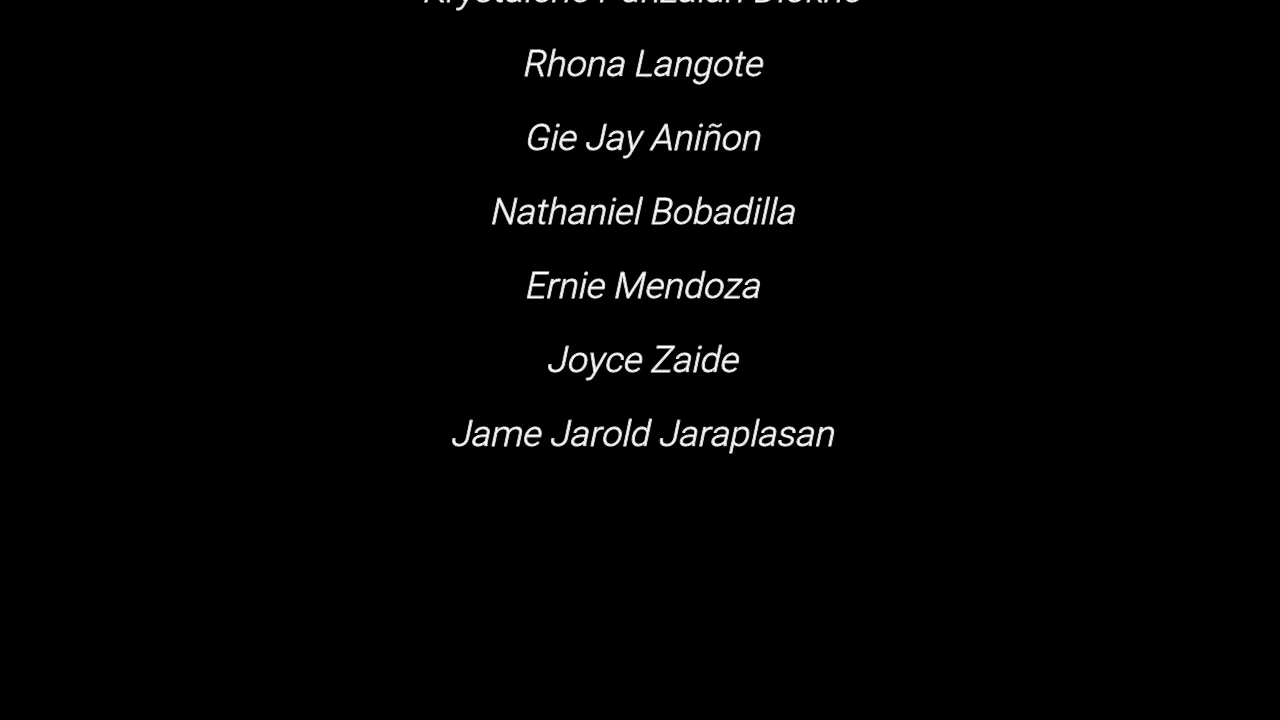 Rhona Langote
Gie Jay Aniñon
Nathaniel Bobadilla
Ernie Mendoza
Joyce Zaide
Jame Jarold Jaraplasan